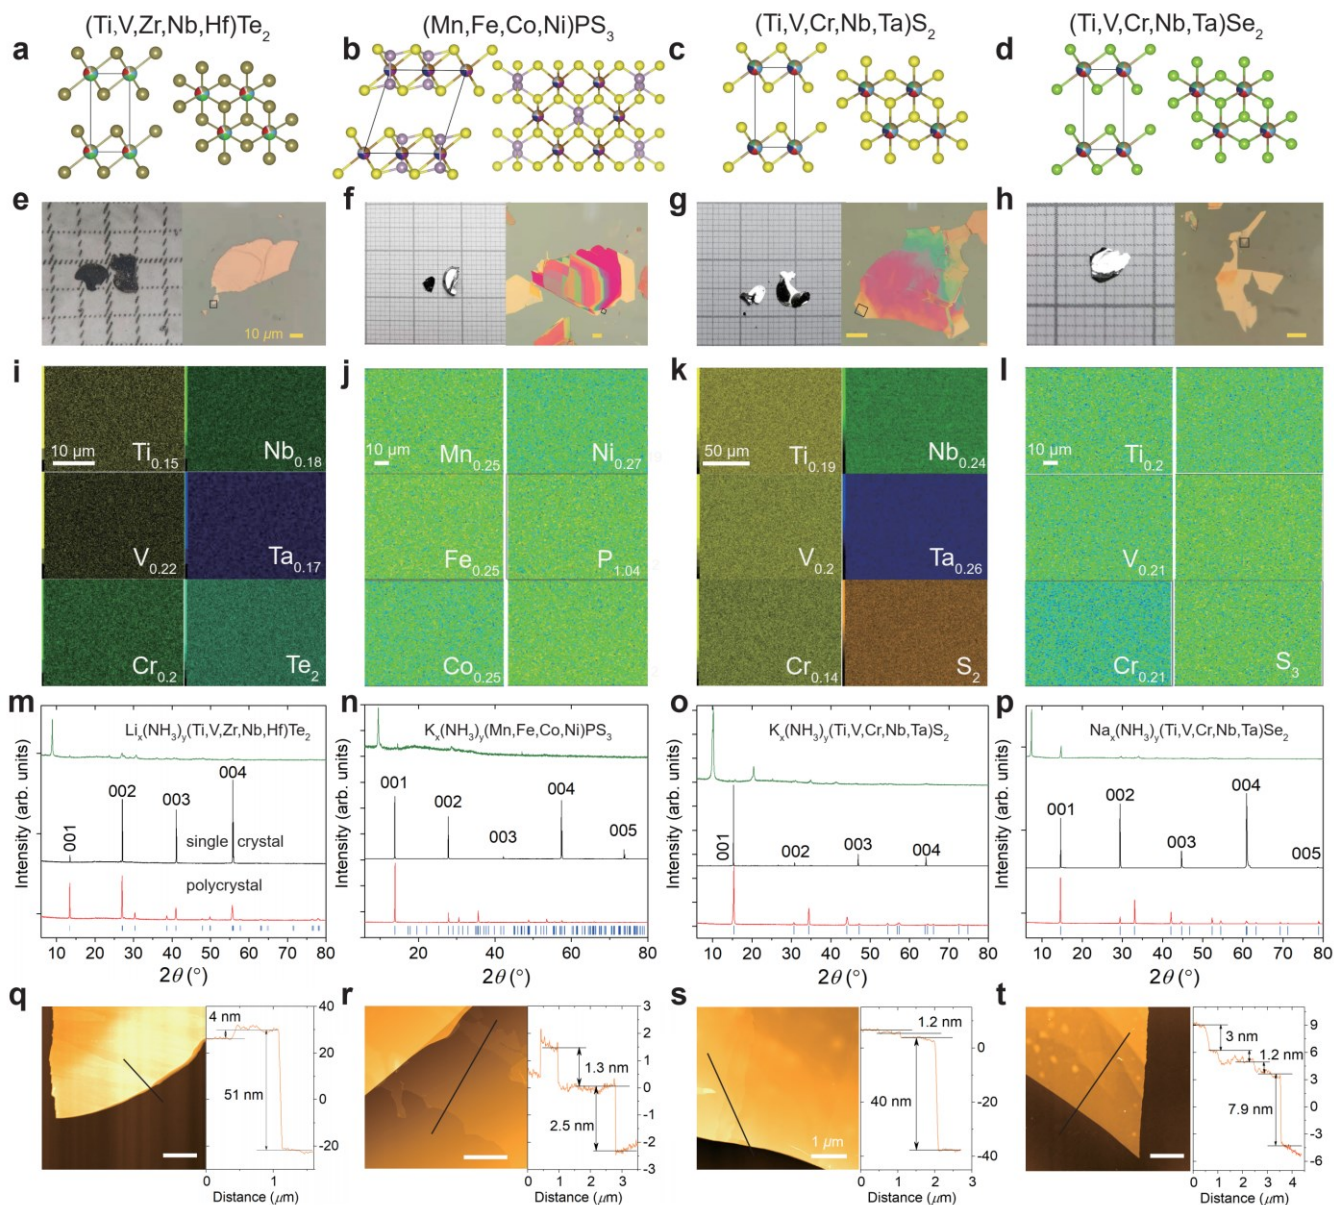 (Ti,V,Zr,Nb,Hf)Te₂ (Mn,Fe,Co,Ni)PS₃ (Ti,V,Cr,Nb,Ta)S₂ (Ti,V,Cr,Nb,Ta)Se₂
a b c d
e f g h
10 μm
i j k l
Ti₀.₁₅ Nb₀.₁₈ Mn₀.₂₅ Ni₀.₂₇ Ti₀.₁₉ Nb₀.₂₄ Ti₀.₂
10 μm 10 μm 50 μm 10 μm
V₀.₂₂ Ta₀.₁₇ Fe₀.₂₅ P₁.₀₄ V₀.₂ Ta₀.₂₆ V₀.₂₁
Cr₀.₂ Te₂ Co₀.₂₅ Cr₀.₁₄ S₂ Cr₀.₂₁ S₃
m n o p
Liₓ(NH₃)ᵧ(Ti,V,Zr,Nb,Hf)Te₂ Kₓ(NH₃)ᵧ(Mn,Fe,Co,Ni)PS₃ Kₓ(NH₃)ᵧ(Ti,V,Cr,Nb,Ta)S₂ Naₓ(NH₃)ᵧ(Ti,V,Cr,Nb,Ta)Se₂
Intensity (arb. units) Intensity (arb. units) Intensity (arb. units) Intensity (arb. units)
001 002 003 004 001 002 003 004 005 001 002 003 004 001 002 003 004 005
single crystal
polycrystal
10 20 30 40 50 60 70 80 10 20 30 40 50 60 70 80 10 20 30 40 50 60 70 80 10 20 30 40 50 60 70 80
2θ (°) 2θ (°) 2θ (°) 2θ (°)
q r s t
4 nm 51 nm 40 20 0 -20
1.3 nm 2.5 nm 3 2 1 0 -1 -2 -3
1.2 nm 40 nm 1 μm 0 -20 -40
3 nm 1.2 nm 7.9 nm 9 6 3 0 -3 -6
0 1 0 1 2 3 0 1 2 3 0 1 2 3 4
Distance (μm) Distance (μm) Distance (μm) Distance (μm)